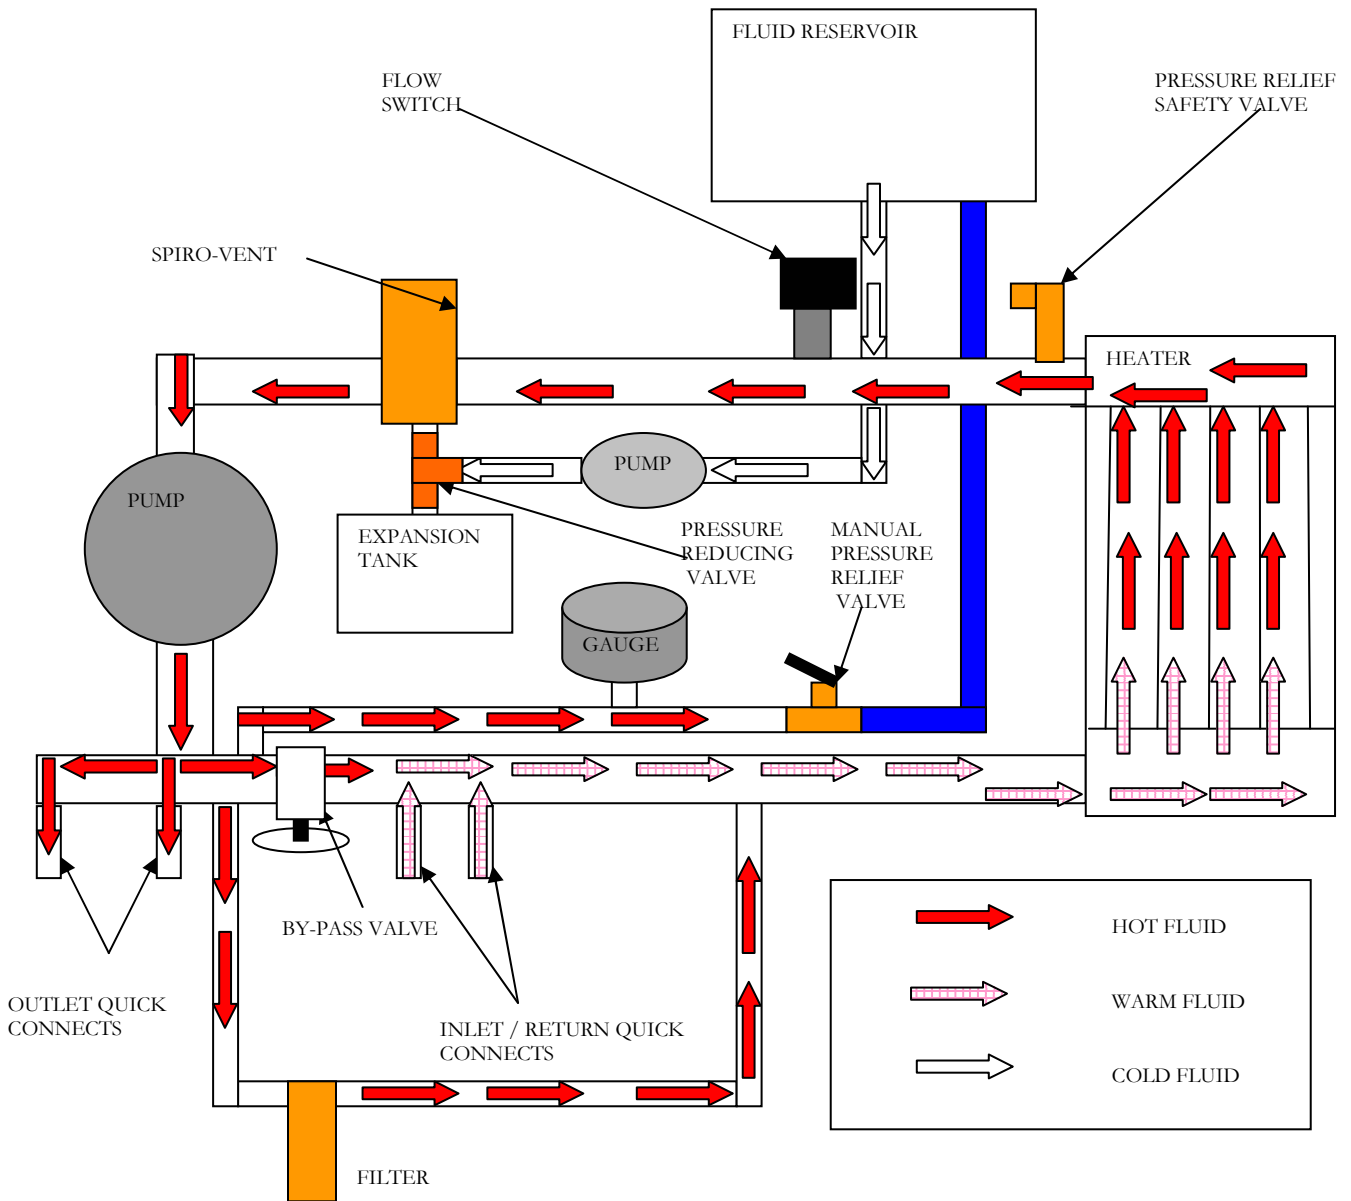 FLUID RESERVOIR
FLOW
SWITCH
PRESSURE RELIEF
SAFETY VALVE
SPIRO-VENT
HEATER
PUMP
PUMP
EXPANSION
TANK
PRESSURE
REDUCING
VALVE
MANUAL
PRESSURE
RELIEF
VALVE
GAUGE
BY-PASS VALVE
OUTLET QUICK
CONNECTS
INLET / RETURN QUICK
CONNECTS
FILTER
HOT FLUID
WARM FLUID
COLD FLUID